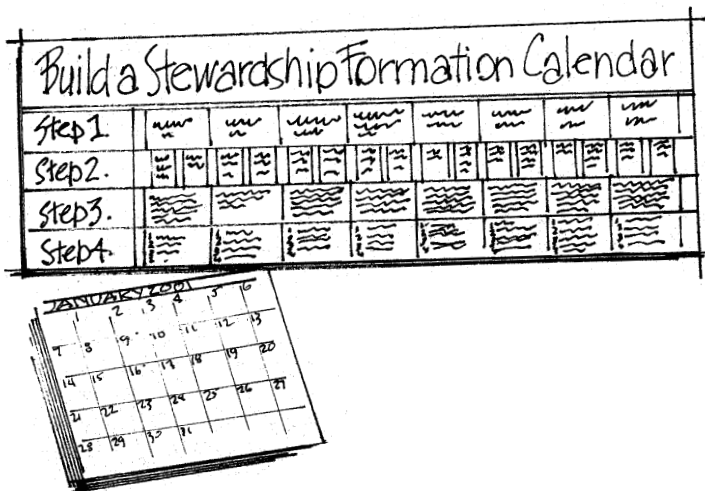 Build a Stewardship Formation Calendar
Step 1.
Step 2.
Step 3.
Step 4.
JANUARY 2001
1 2 3 4 5 6
7 8 9 10 11 12 13
14 15 16 17 18 19 20
21 22 23 24 25 26 27
28 29 30 31